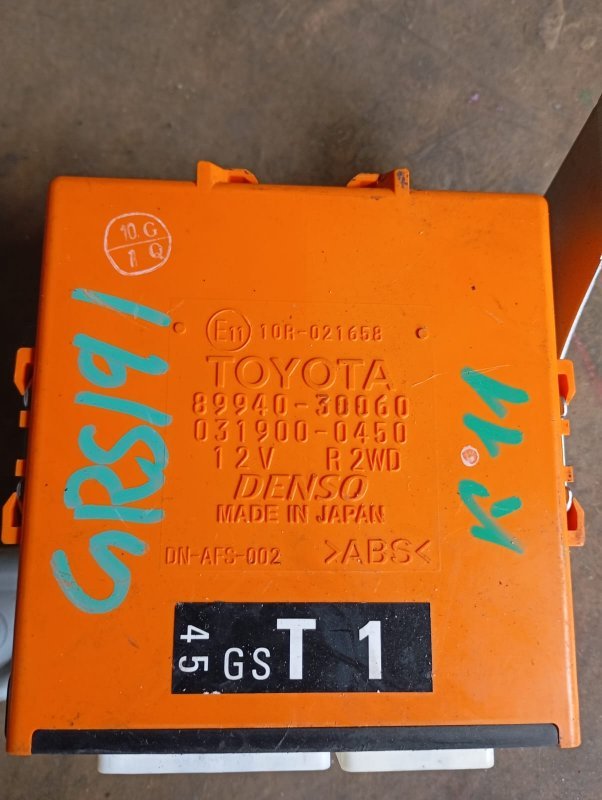 10.G
1 Q
E11 10R-021658
TOYOTA
89940-30060
031900-0450
12V R 2WD
DENSO
MADE IN JAPAN
DN-AFS-002 >ABS<
GRS191
45 GS T 1